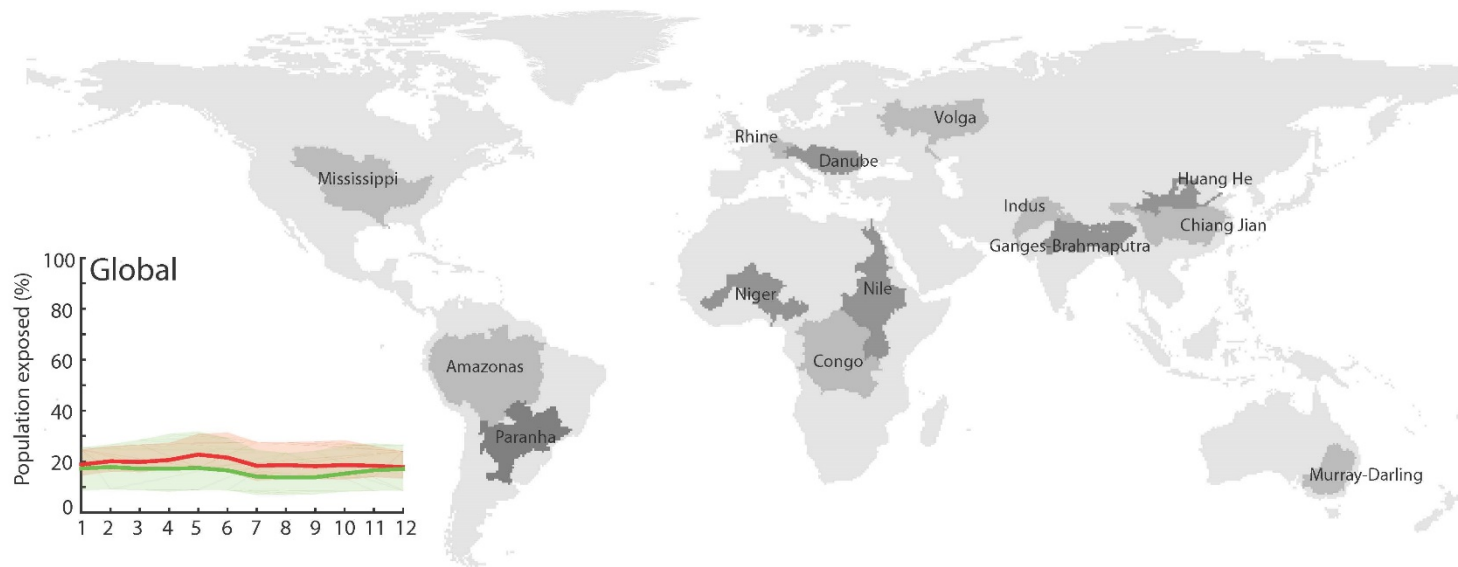 Volga
Rhine
Danube
Mississippi
Huang He
Indus
Chiang Jian
Ganges-Brahmaputra
Global
Population exposed (%)
100
80
60
40
20
0
1 2 3 4 5 6 7 8 9 10 11 12
Niger
Nile
Congo
Amazonas
Paranha
Murray-Darling